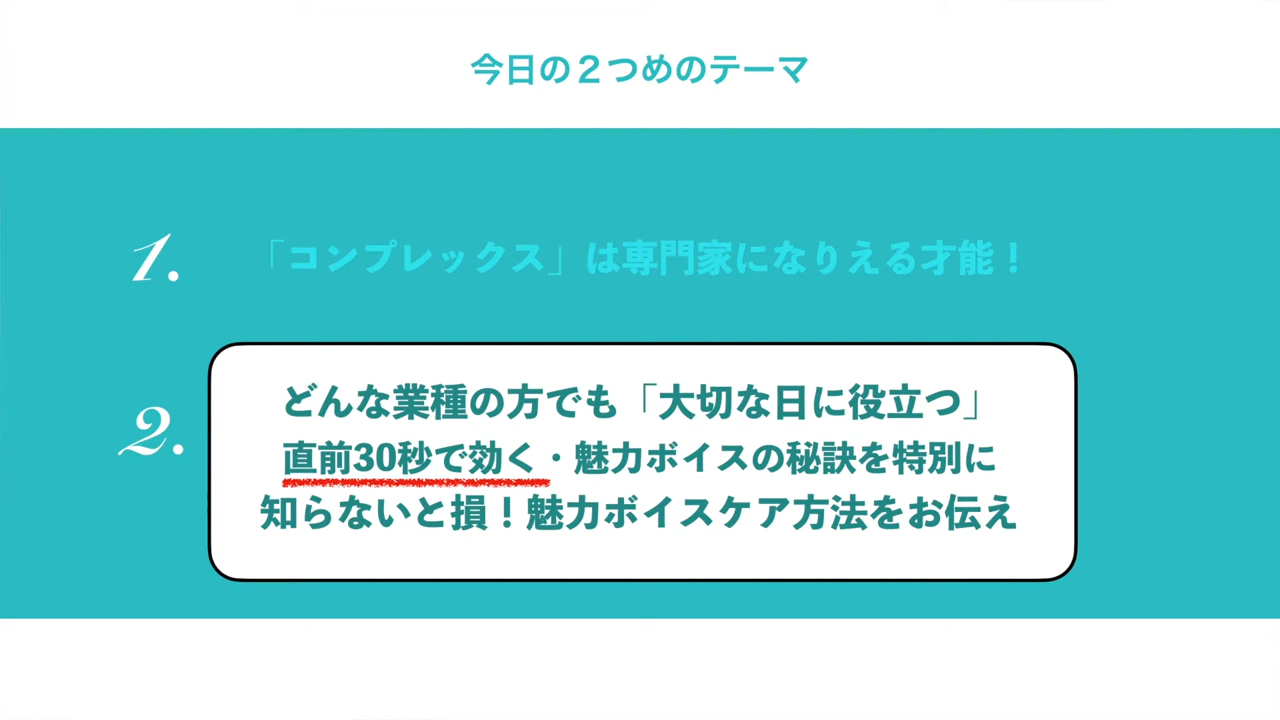 今日の２つめのテーマ
1. 「コンプレックス」は専門家になりえる才能！
2. どんな業種の方でも「大切な日に役立つ」
直前30秒で効く・魅力ボイスの秘訣を特別に
知らないと損！魅力ボイスケア方法をお伝え